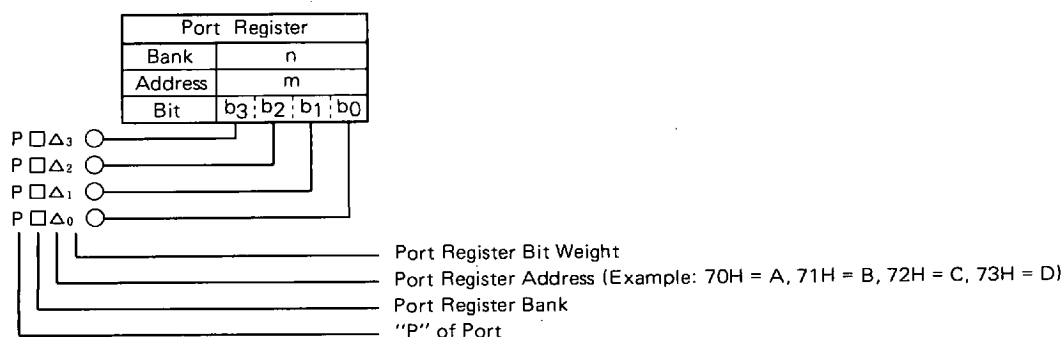 Port Register
Bank n
Address m
Bit b3 b2 b1 b0
P□△3
P□△2
P□△1
P□△0
Port Register Bit Weight
Port Register Address (Example: 70H = A, 71H = B, 72H = C, 73H = D)
Port Register Bank
"P" of Port